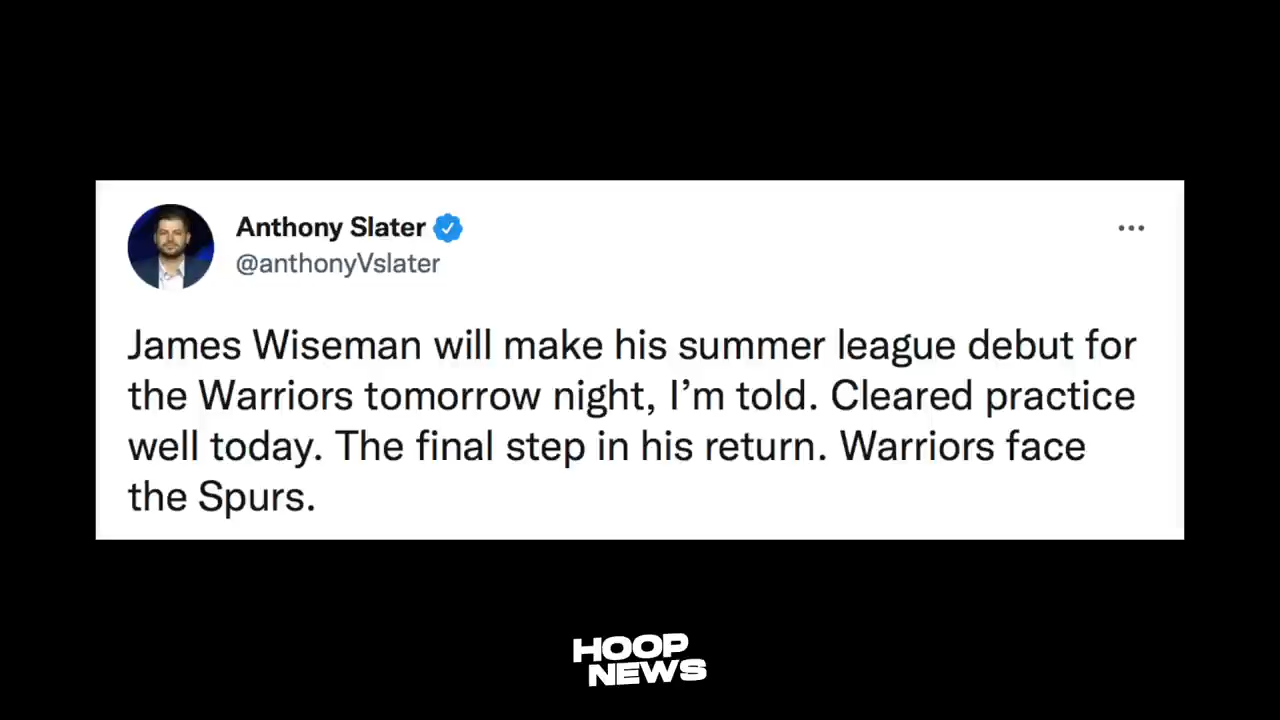 Anthony Slater
@anthonyVslater
James Wiseman will make his summer league debut for
the Warriors tomorrow night, I’m told. Cleared practice
well today. The final step in his return. Warriors face
the Spurs.
HOOP
NEWS